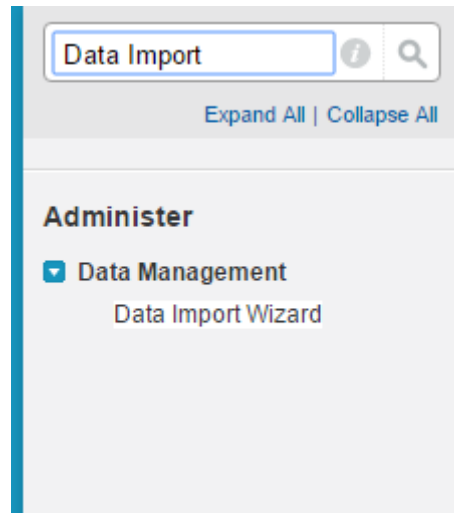 Data Import
Expand All | Collapse All
Administer
Data Management
Data Import Wizard